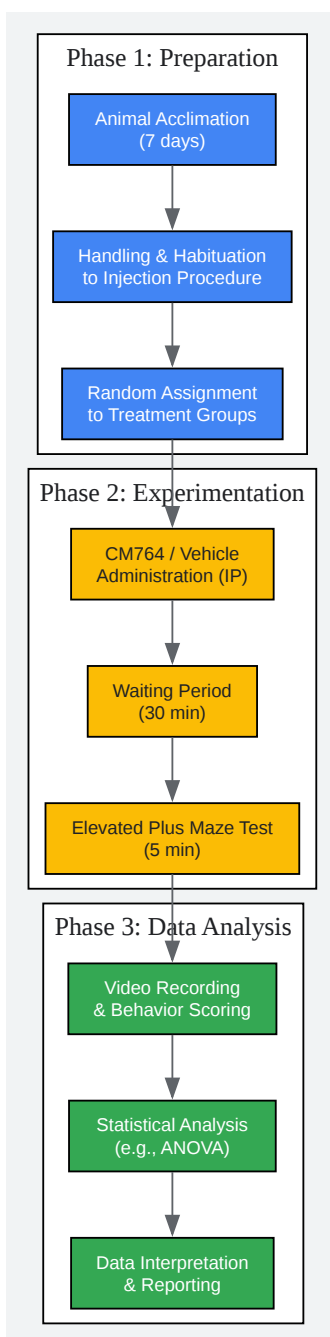 Phase 1: Preparation
Animal Acclimation
(7 days)
Handling & Habituation
to Injection Procedure
Random Assignment
to Treatment Groups
Phase 2: Experimentation
CM764 / Vehicle
Administration (IP)
Waiting Period
(30 min)
Elevated Plus Maze Test
(5 min)
Phase 3: Data Analysis
Video Recording
& Behavior Scoring
Statistical Analysis
(e.g., ANOVA)
Data Interpretation
& Reporting